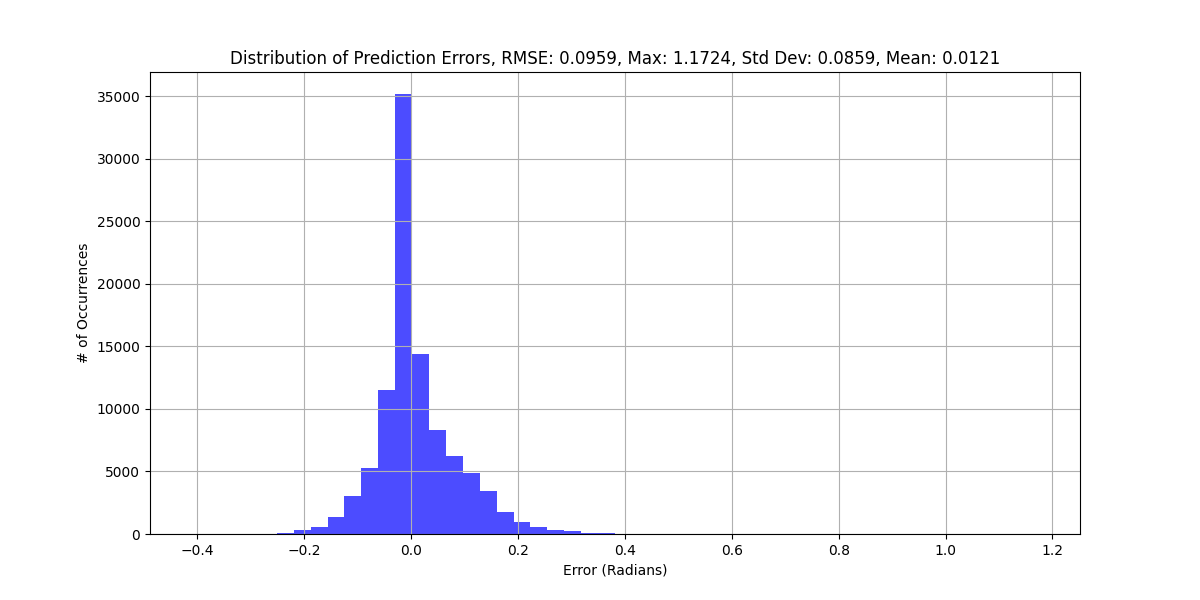 Distribution of Prediction Errors, RMSE: 0.0959, Max: 1.1724, Std Dev: 0.0859, Mean: 0.0121
35000
30000
25000
20000
15000
10000
5000
0
# of Occurrences
−0.4 −0.2 0.0 0.2 0.4 0.6 0.8 1.0 1.2
Error (Radians)